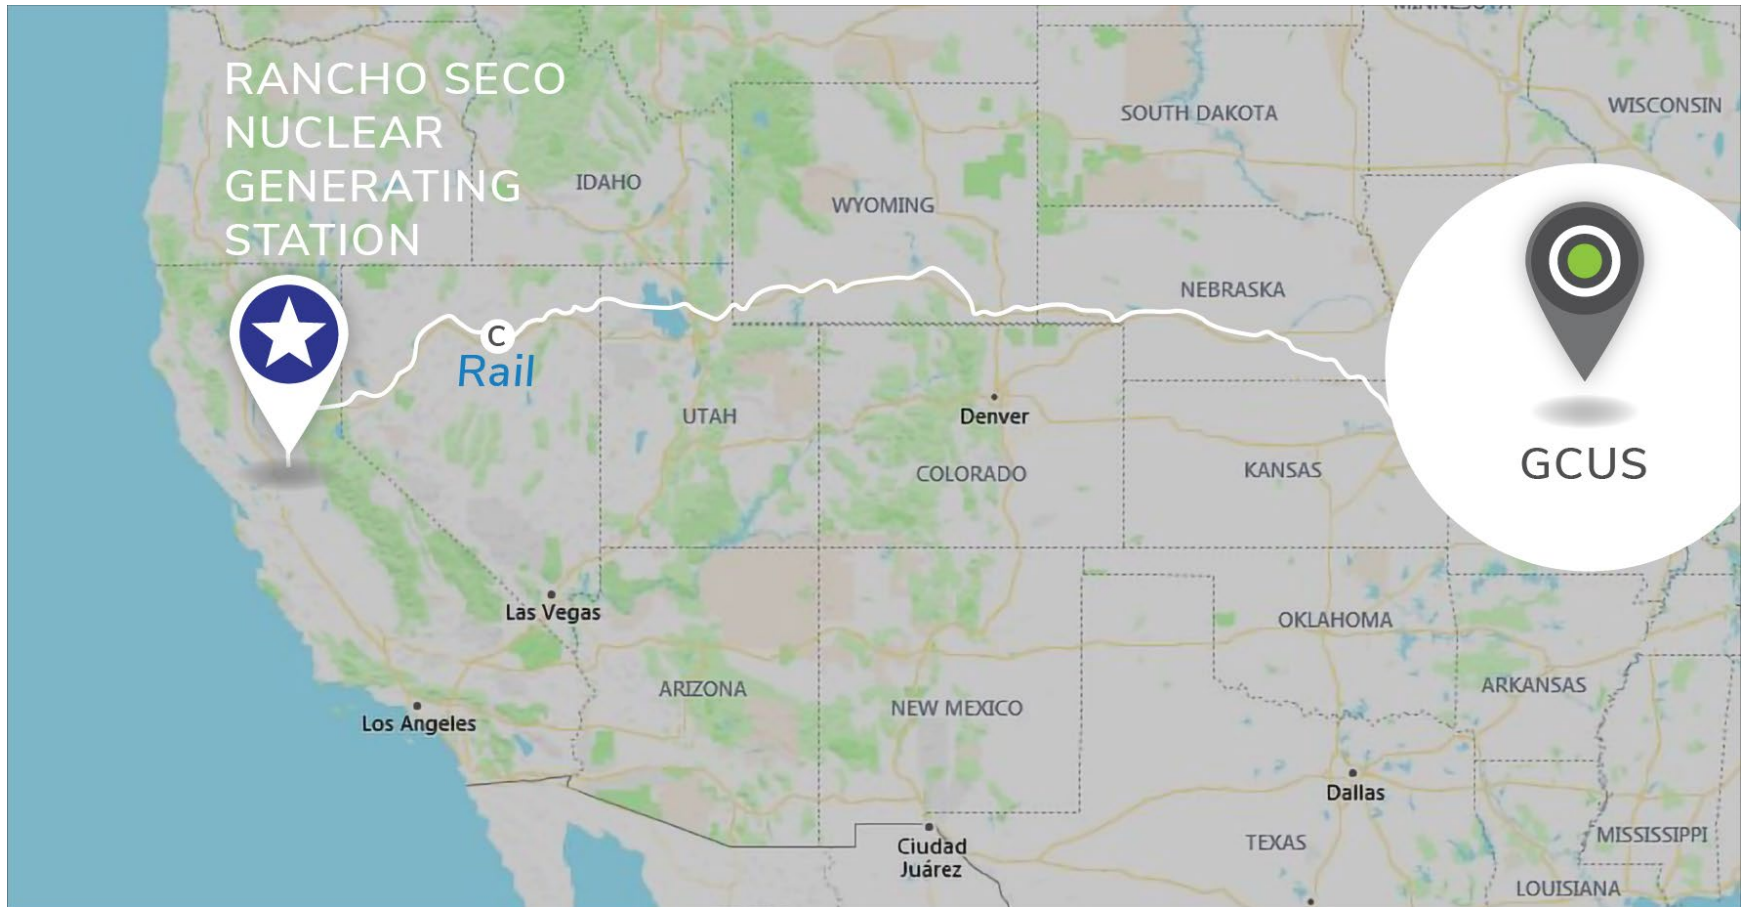 MINNESOTA
RANCHO SECO
NUCLEAR
GENERATING
STATION
SOUTH DAKOTA
WISCONSIN
IDAHO
WYOMING
NEBRASKA
C
Rail
UTAH
Denver
COLORADO
KANSAS
GCUS
Las Vegas
OKLAHOMA
ARIZONA
NEW MEXICO
ARKANSAS
Los Angeles
Dallas
Ciudad
Juárez
TEXAS
MISSISSIPPI
LOUISIANA